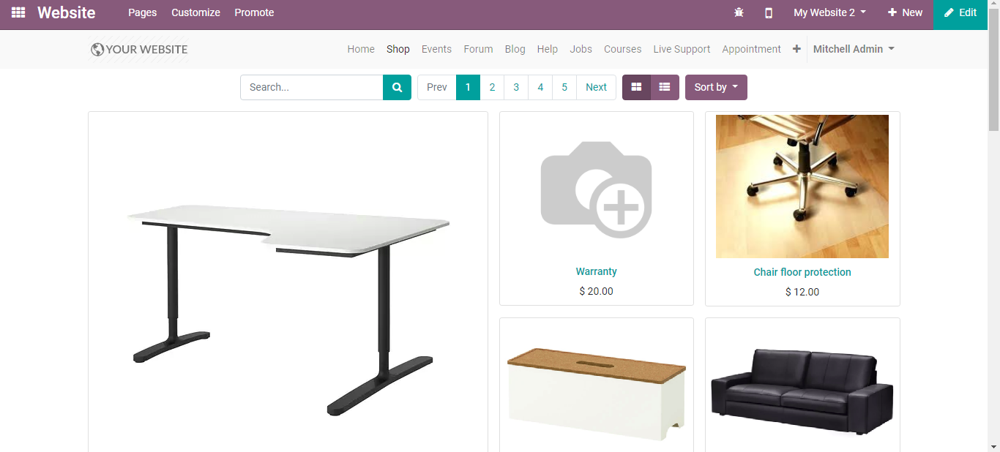 Website Pages Customize Promote My Website 2 New Edit
YOUR WEBSITE Home Shop Events Forum Blog Help Jobs Courses Live Support Appointment Mitchell Admin
Search... Prev 1 2 3 4 5 Next Sort by
Warranty
$ 20.00
Chair floor protection
$ 12.00